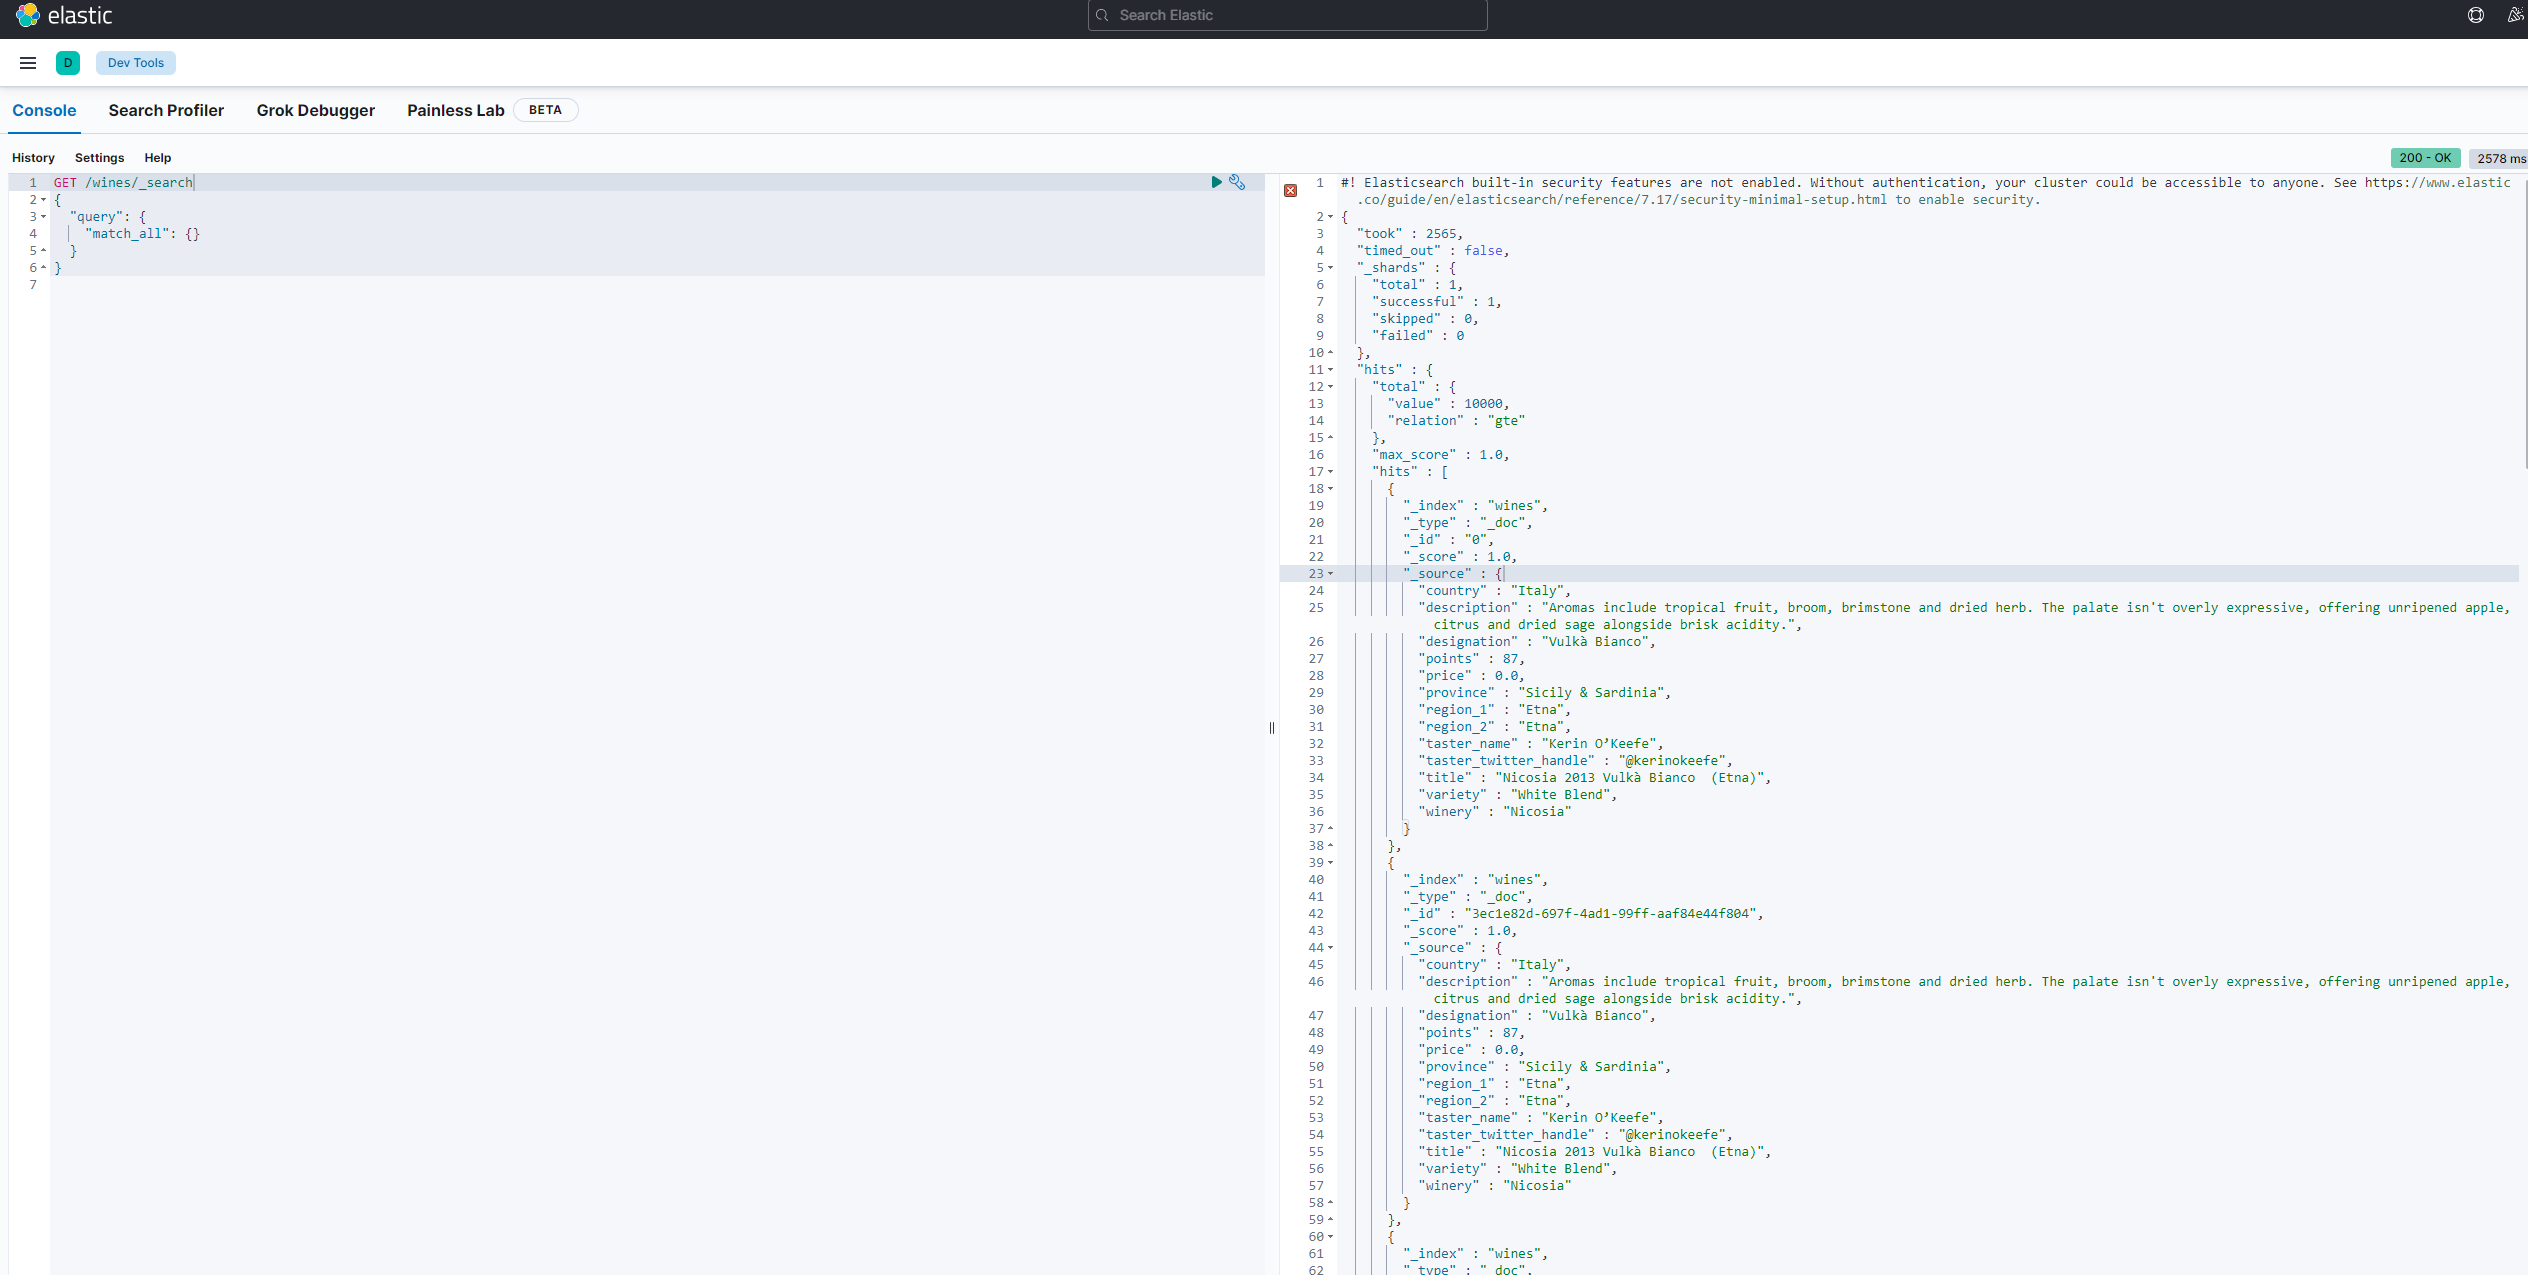 elastic
Search Elastic
D
Dev Tools
Console Search Profiler Grok Debugger Painless Lab BETA
History Settings Help
200 - OK 2578 ms
1 GET /wines/_search
2 {
3 "query": {
4 "match_all": {}
5 }
6 }
7
1 #! Elasticsearch built-in security features are not enabled. Without authentication, your cluster could be accessible to anyone. See https://www.elastic
.co/guide/en/elasticsearch/reference/7.17/security-minimal-setup.html to enable security.
2 {
3 "took" : 2565,
4 "timed_out" : false,
5 "_shards" : {
6 "total" : 1,
7 "successful" : 1,
8 "skipped" : 0,
9 "failed" : 0
10 },
11 "hits" : {
12 "total" : {
13 "value" : 10000,
14 "relation" : "gte"
15 },
16 "max_score" : 1.0,
17 "hits" : [
18 {
19 "_index" : "wines",
20 "_type" : "_doc",
21 "_id" : "0",
22 "_score" : 1.0,
23 "_source" : {
24 "country" : "Italy",
25 "description" : "Aromas include tropical fruit, broom, brimstone and dried herb. The palate isn't overly expressive, offering unripened apple,
citrus and dried sage alongside brisk acidity.",
26 "designation" : "Vulkà Bianco",
27 "points" : 87,
28 "price" : 0.0,
29 "province" : "Sicily & Sardinia",
30 "region_1" : "Etna",
31 "region_2" : "Etna",
32 "taster_name" : "Kerin O’Keefe",
33 "taster_twitter_handle" : "@kerinokeefe",
34 "title" : "Nicosia 2013 Vulkà Bianco  (Etna)",
35 "variety" : "White Blend",
36 "winery" : "Nicosia"
37 }
38 },
39 {
40 "_index" : "wines",
41 "_type" : "_doc",
42 "_id" : "3ec1e82d-697f-4ad1-99ff-aaf84e44f804",
43 "_score" : 1.0,
44 "_source" : {
45 "country" : "Italy",
46 "description" : "Aromas include tropical fruit, broom, brimstone and dried herb. The palate isn't overly expressive, offering unripened apple,
citrus and dried sage alongside brisk acidity.",
47 "designation" : "Vulkà Bianco",
48 "points" : 87,
49 "price" : 0.0,
50 "province" : "Sicily & Sardinia",
51 "region_1" : "Etna",
52 "region_2" : "Etna",
53 "taster_name" : "Kerin O’Keefe",
54 "taster_twitter_handle" : "@kerinokeefe",
55 "title" : "Nicosia 2013 Vulkà Bianco  (Etna)",
56 "variety" : "White Blend",
57 "winery" : "Nicosia"
58 }
59 },
60 {
61 "_index" : "wines",
62 "_type" : "_doc",